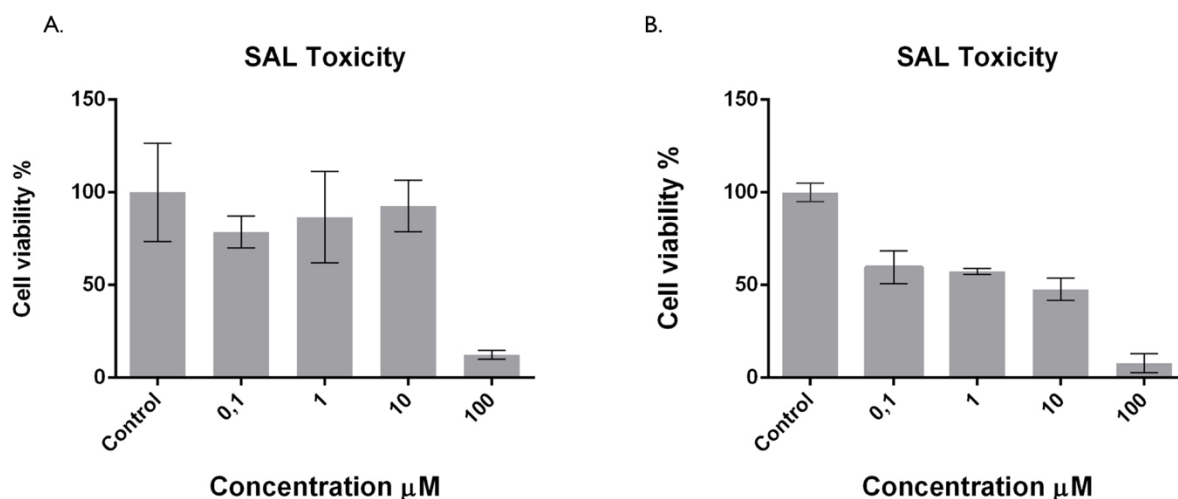 A.
SAL Toxicity
Cell viability %
150
100
50
0
Control
0,1
1
10
100
Concentration μM
B.
SAL Toxicity
Cell viability %
150
100
50
0
Control
0,1
1
10
100
Concentration μM